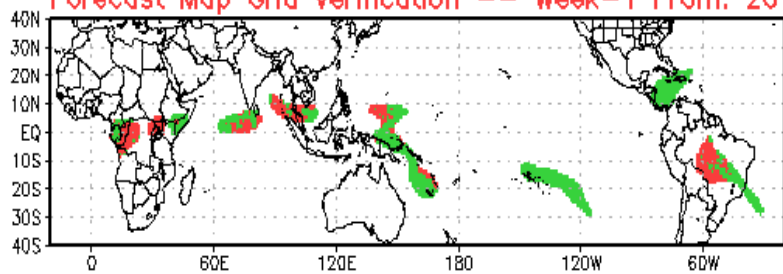 Forecast Map Grid Verification -- Week-1 From: 20
40N
30N
20N
10N
EQ
10S
20S
30S
40S
0 60E 120E 180 120W 60W